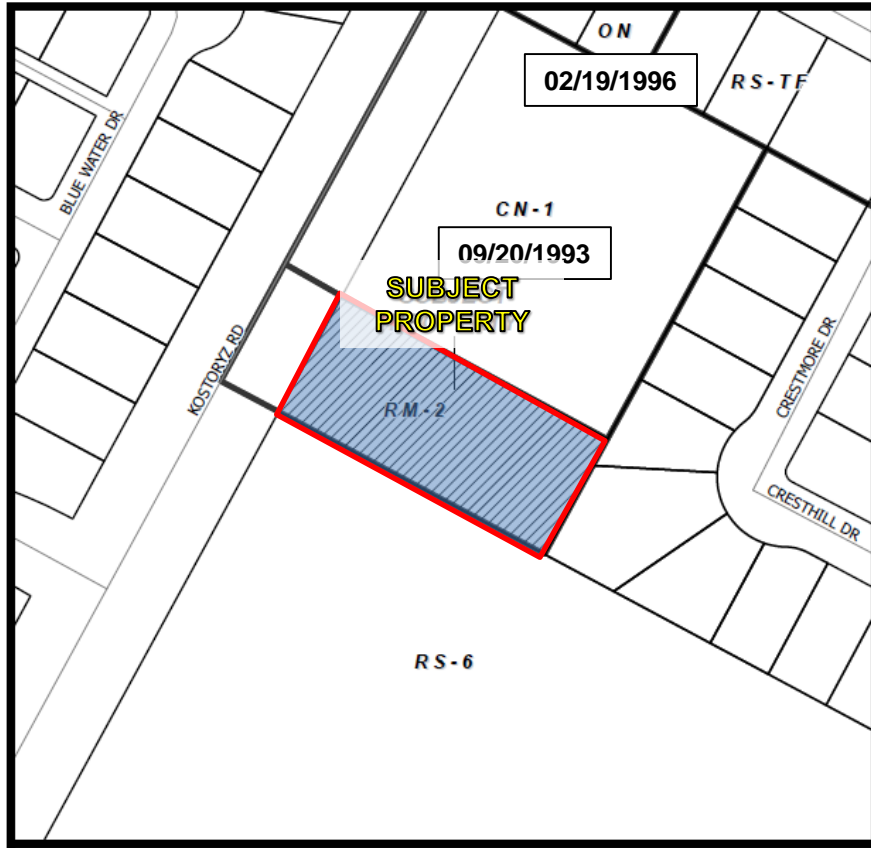 ON
02/19/1996
RS-TF
BLUE WATER DR
CN-1
09/20/1993
SUBJECT
PROPERTY
KOSTORYZ RD
CRESTMORE DR
RM-2
CRESTHILL DR
RS-6